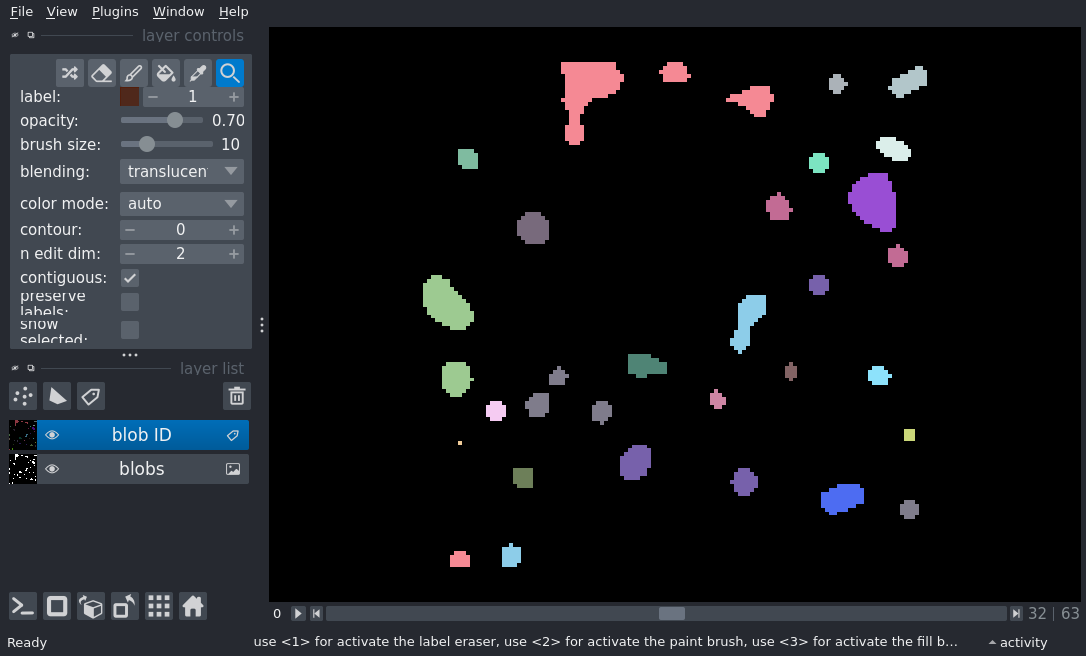 File View Plugins Window Help
layer controls
label: 1
opacity: 0.70
brush size: 10
blending: translucen
color mode: auto
contour: 0
n edit dim: 2
contiguous:
preserve
labels:
show
selected:
layer list
blob ID
blobs
0 32 63
Ready use <1> for activate the label eraser, use <2> for activate the paint brush, use <3> for activate the fill b... activity